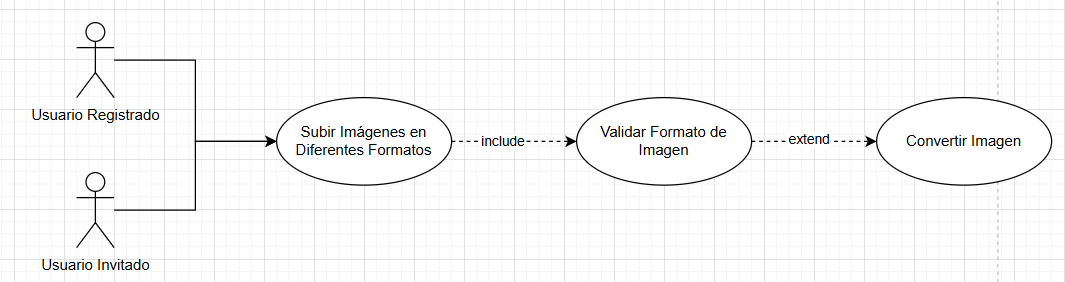 Usuario Registrado
Subir Imágenes en
Diferentes Formatos
include
Validar Formato de
Imagen
extend
Convertir Imagen
Usuario Invitado